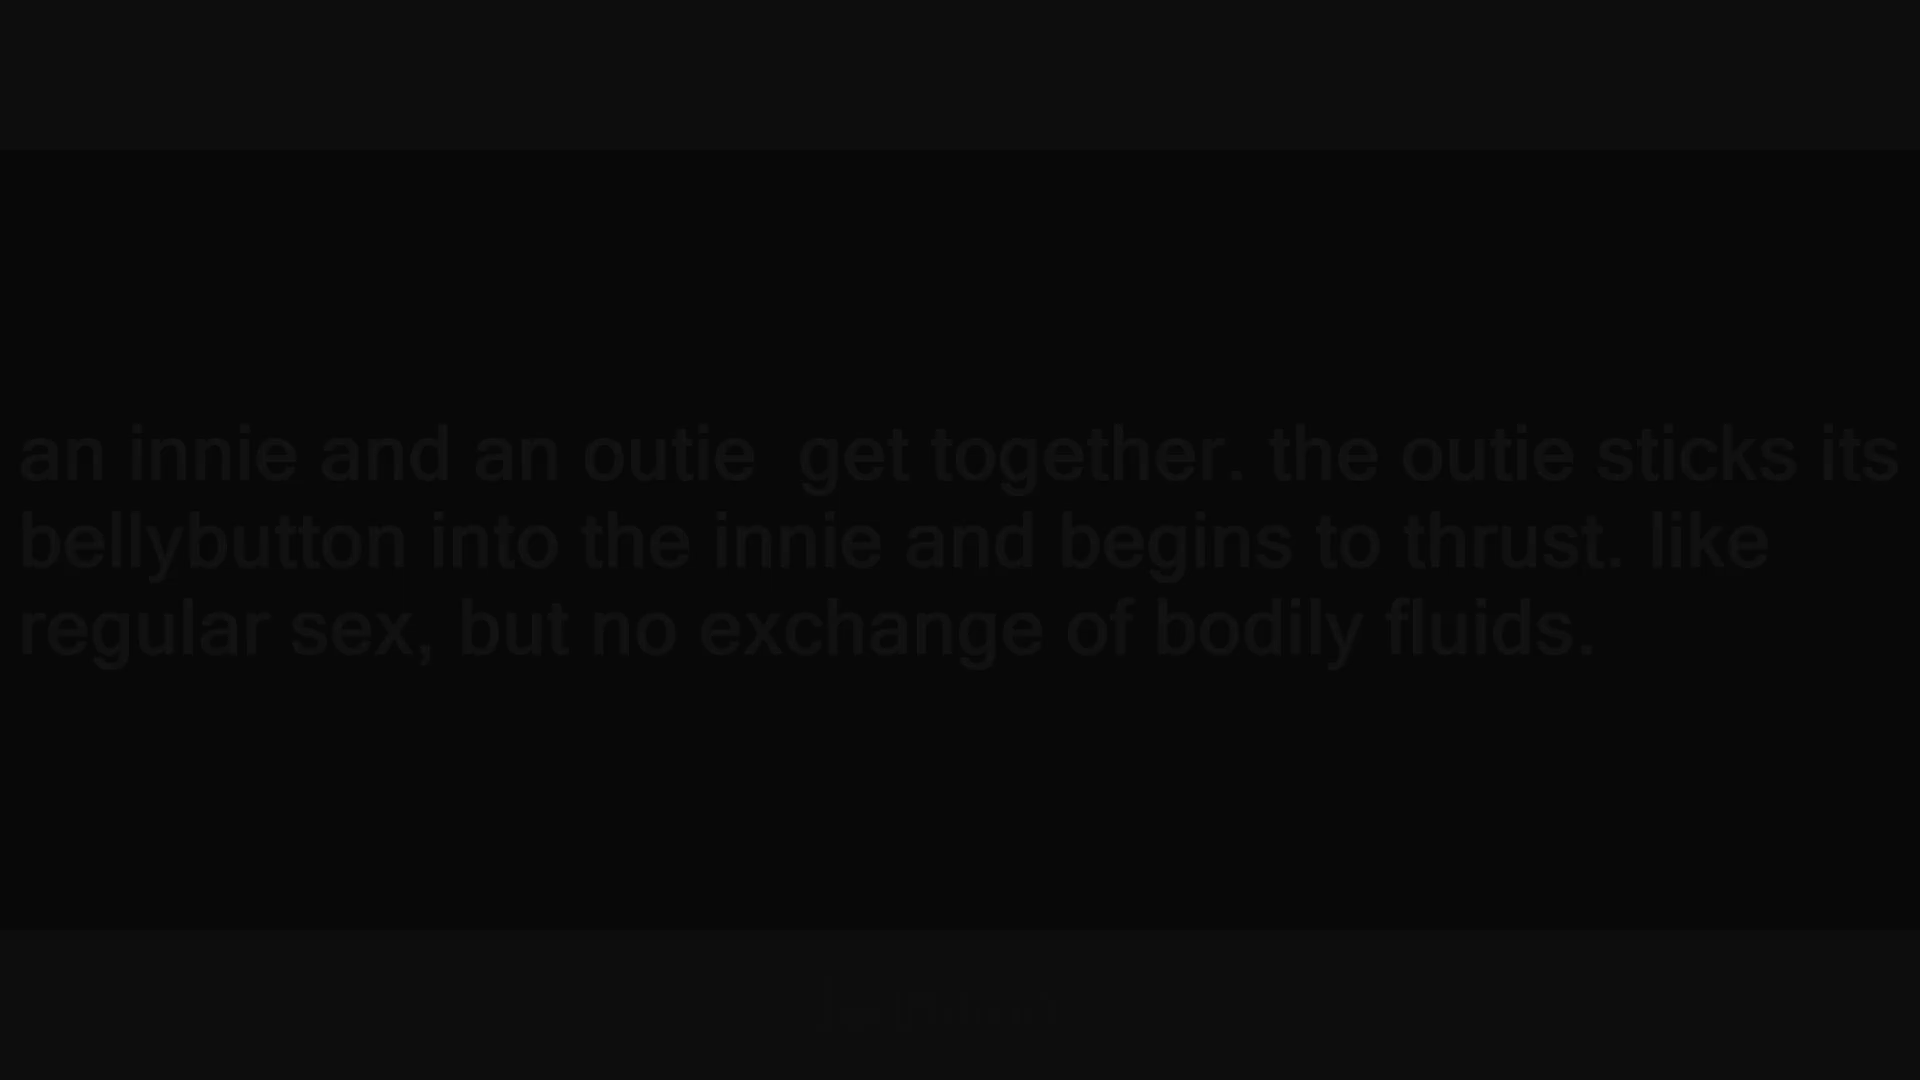 an innie and an outie  get together. the outie sticks its
bellybutton into the innie and begins to thrust. like
regular sex, but no exchange of bodily fluids.